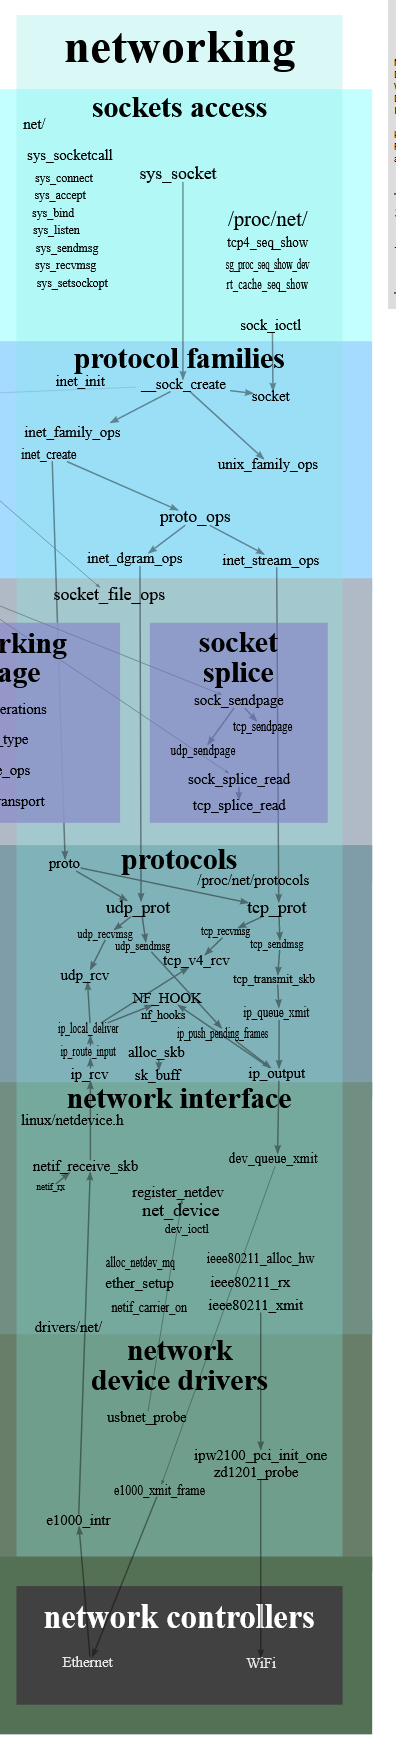 networking
sockets access
net/
sys_socketcall
sys_socket
sys_connect
sys_accept
sys_bind
sys_listen
sys_sendmsg
sys_recvmsg
sys_setsockopt
/proc/net/
tcp4_seq_show
sg_proc_seq_show_dev
rt_cache_seq_show
sock_ioctl
protocol families
inet_init
__sock_create
socket
inet_family_ops
inet_create
unix_family_ops
proto_ops
inet_dgram_ops
inet_stream_ops
socket_file_ops
rking
age
erations
_type
e_ops
ransport
socket
splice
sock_sendpage
tcp_sendpage
udp_sendpage
sock_splice_read
tcp_splice_read
protocols
proto
/proc/net/protocols
udp_prot
tcp_prot
udp_recvmsg
udp_sendmsg
tcp_recvmsg
tcp_sendmsg
tcp_v4_rcv
udp_rcv
tcp_transmit_skb
NF_HOOK
nf_hooks
ip_queue_xmit
ip_local_deliver
ip_push_pending_frames
ip_route_input
alloc_skb
ip_rcv
sk_buff
ip_output
network interface
linux/netdevice.h
netif_receive_skb
dev_queue_xmit
netif_rx
register_netdev
net_device
dev_ioctl
alloc_netdev_mq
ieee80211_alloc_hw
ether_setup
ieee80211_rx
netif_carrier_on
ieee80211_xmit
drivers/net/
network
device drivers
usbnet_probe
ipw2100_pci_init_one
zd1201_probe
e1000_xmit_frame
e1000_intr
network controllers
Ethernet
WiFi